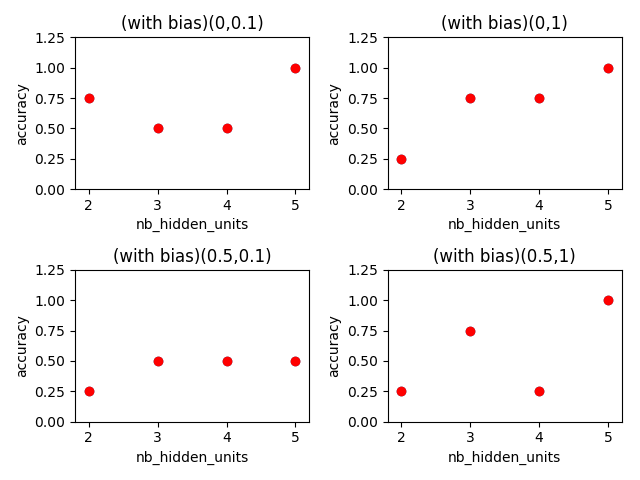 (with bias)(0,0.1)
1.25
1.00
0.75
0.50
0.25
0.00
accuracy
2 3 4 5
nb_hidden_units
(with bias)(0,1)
1.25
1.00
0.75
0.50
0.25
0.00
accuracy
2 3 4 5
nb_hidden_units
(with bias)(0.5,0.1)
1.25
1.00
0.75
0.50
0.25
0.00
accuracy
2 3 4 5
nb_hidden_units
(with bias)(0.5,1)
1.25
1.00
0.75
0.50
0.25
0.00
accuracy
2 3 4 5
nb_hidden_units